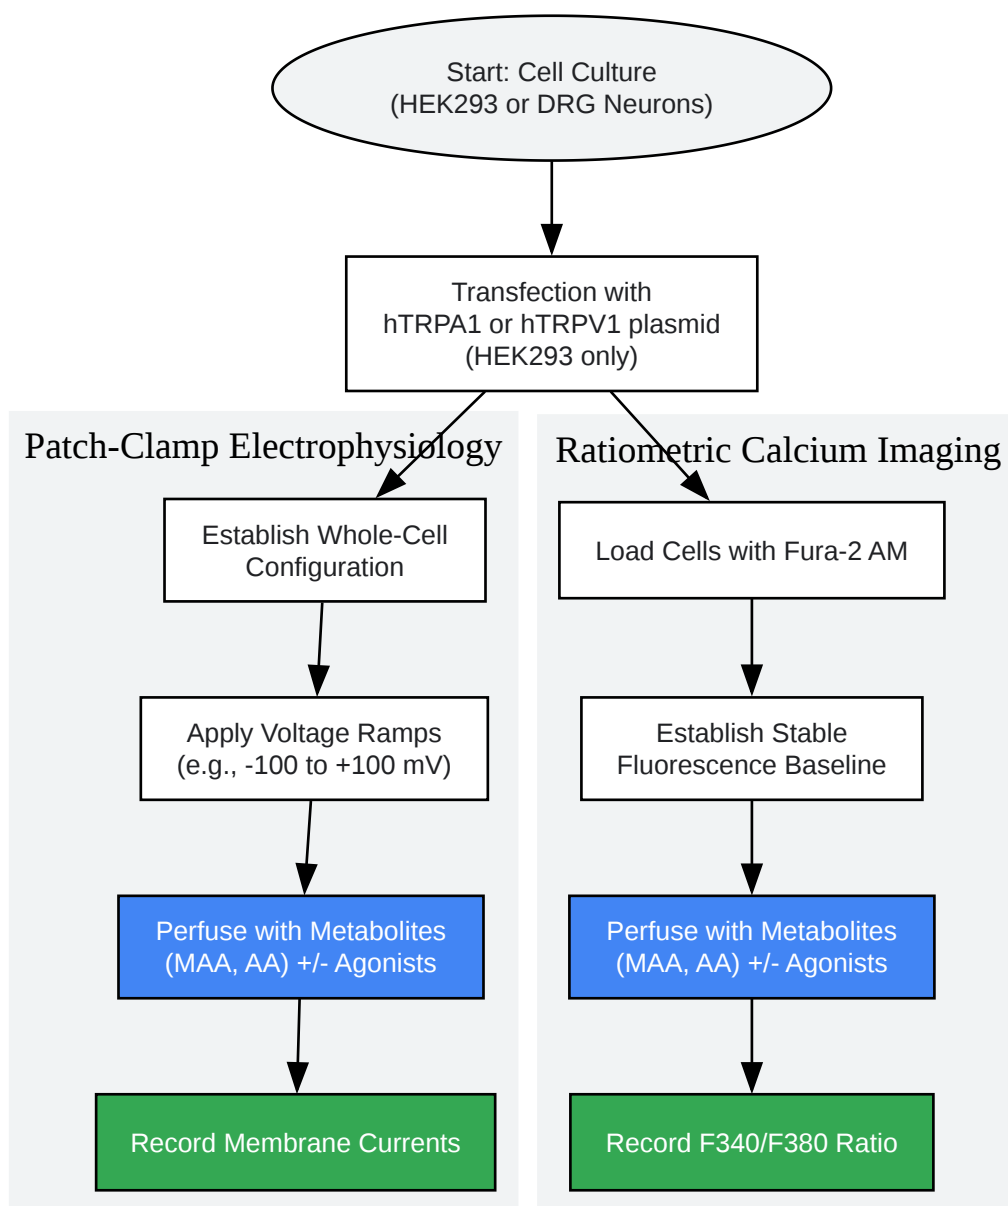 Start: Cell Culture
(HEK293 or DRG Neurons)
Transfection with
hTRPA1 or hTRPV1 plasmid
(HEK293 only)
Patch-Clamp Electrophysiology
Establish Whole-Cell
Configuration
Apply Voltage Ramps
(e.g., -100 to +100 mV)
Perfuse with Metabolites
(MAA, AA) +/- Agonists
Record Membrane Currents
Ratiometric Calcium Imaging
Load Cells with Fura-2 AM
Establish Stable
Fluorescence Baseline
Perfuse with Metabolites
(MAA, AA) +/- Agonists
Record F340/F380 Ratio